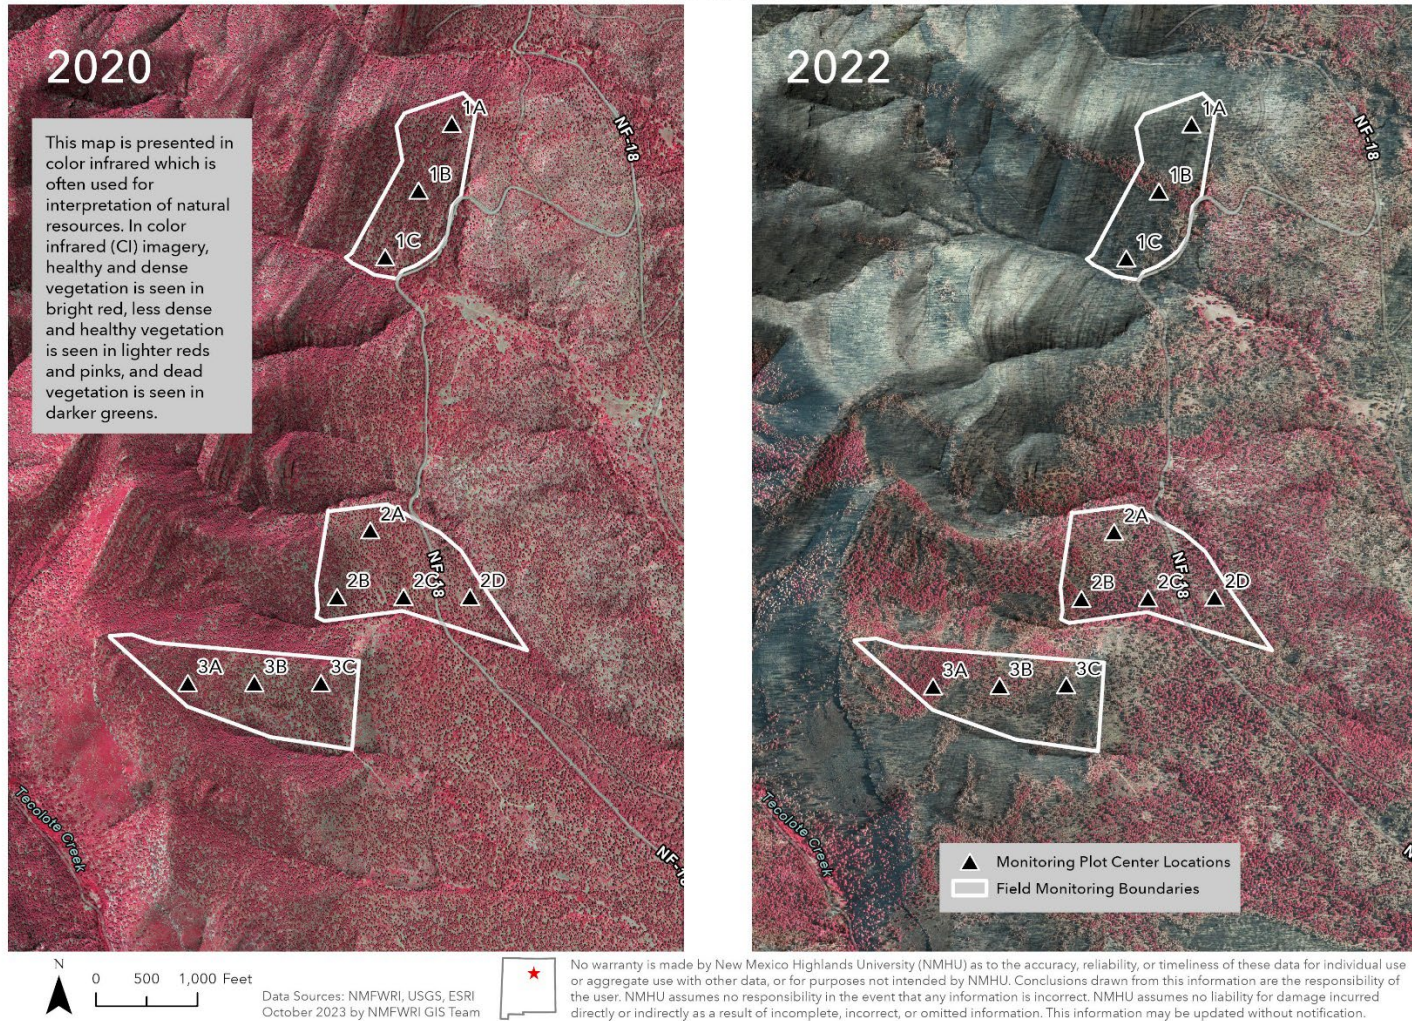 2020
This map is presented in
color infrared which is
often used for
interpretation of natural
resources. In color
infrared (CI) imagery,
healthy and dense
vegetation is seen in
bright red, less dense
and healthy vegetation
is seen in lighter reds
and pinks, and dead
vegetation is seen in
darker greens.
1A
1B
1C
NF-18
2A
2B
2C
2D
NF-18
3A
3B
3C
Tecolote Creek
NF-18
2022
1A
1B
1C
NF-18
2A
2B
2C
2D
NF-18
3A
3B
3C
Tecolote Creek
N
Monitoring Plot Center Locations
Field Monitoring Boundaries
N
0 500 1,000 Feet
Data Sources: NMFWRI, USGS, ESRI
October 2023 by NMFWRI GIS Team
No warranty is made by New Mexico Highlands University (NMHU) as to the accuracy, reliability, or timeliness of these data for individual use
or aggregate use with other data, or for purposes not intended by NMHU. Conclusions drawn from this information are the responsibility of
the user. NMHU assumes no responsibility in the event that any information is incorrect. NMHU assumes no liability for damage incurred
directly or indirectly as a result of incomplete, incorrect, or omitted information. This information may be updated without notification.